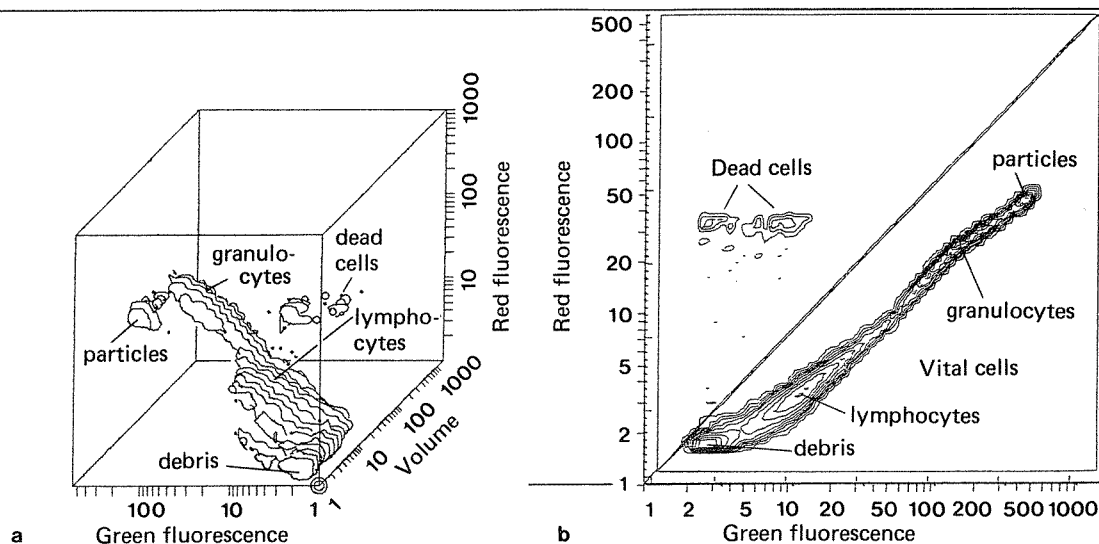 1000
100
10
Red fluorescence
granulo-
cytes
dead
cells
particles
lympho-
cytes
debris
1 10 100 1000
Volume
100 10 1
Green fluorescence
a
500
200
100
50
20
10
5
2
1
Red fluorescence
Dead cells
particles
granulocytes
Vital cells
lymphocytes
debris
1 2 5 10 20 50 100 200 500 1000
Green fluorescence
b